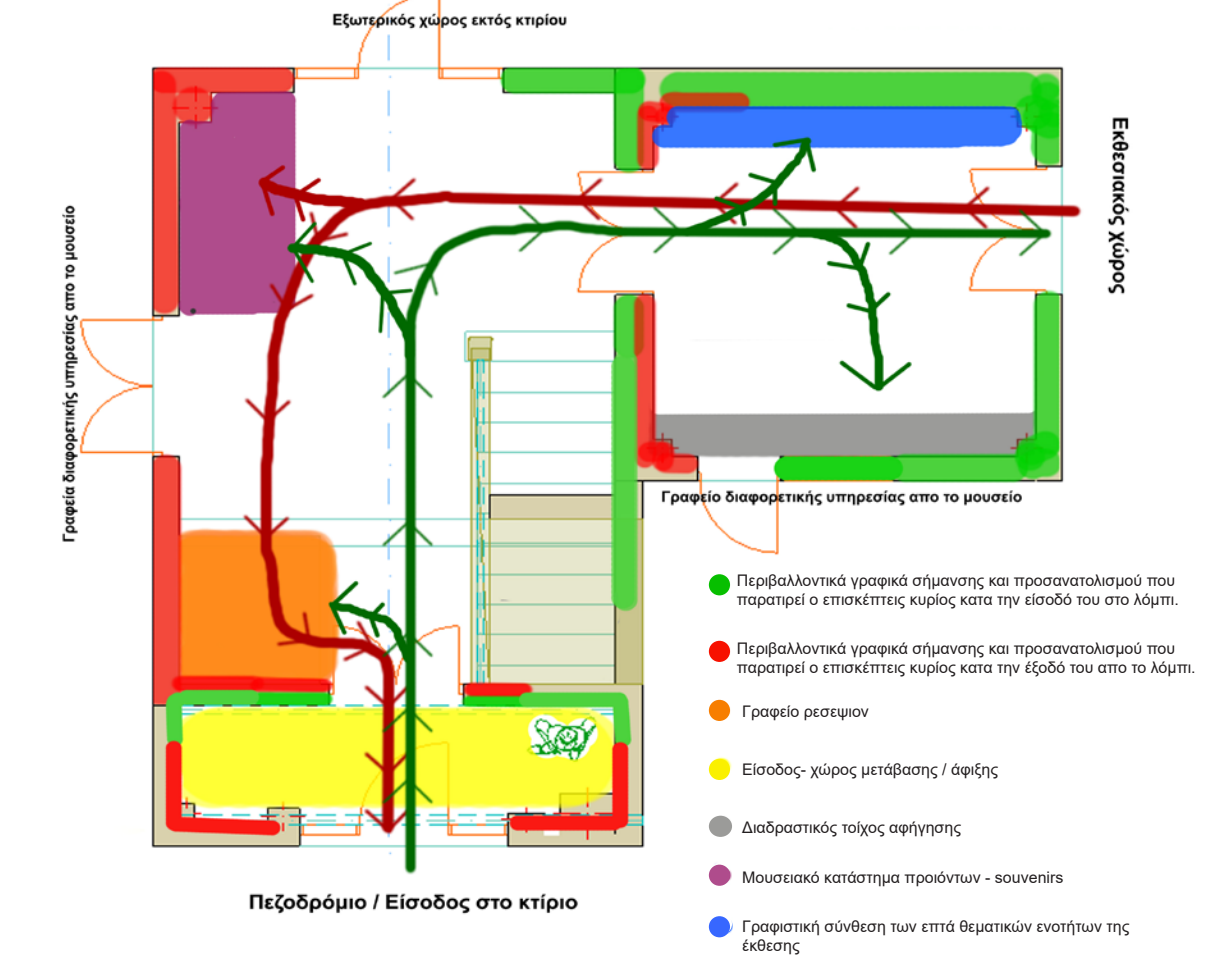 Εξωτερικός χώρος εκτός κτιρίου
Εκθεσιακός χώρος
Γραφεία διαφορετικής υπηρεσίας απο το μουσείο
Γραφείο διαφορετικής υπηρεσίας απο το μουσείο
Περιβαλλοντικά γραφικά σήμανσης και προσανατολισμού που
παρατιρεί ο επισκέπτεις κυρίος κατα την είσοδό του στο λόμπι.
Περιβαλλοντικά γραφικά σήμανσης και προσανατολισμού που
παρατιρεί ο επισκέπτεις κυρίος κατα την έξοδό του απο το λόμπι.
Γραφείο ρεσεψιον
Είσοδος- χώρος μετάβασης / άφιξης
Διαδραστικός τοίχος αφήγησης
Μουσειακό κατάστημα προιόντων - souvenirs
Γραφιστική σύνθεση των επτά θεματικών ενοτήτων της
έκθεσης
Πεζοδρόμιο / Είσοδος στο κτίριο